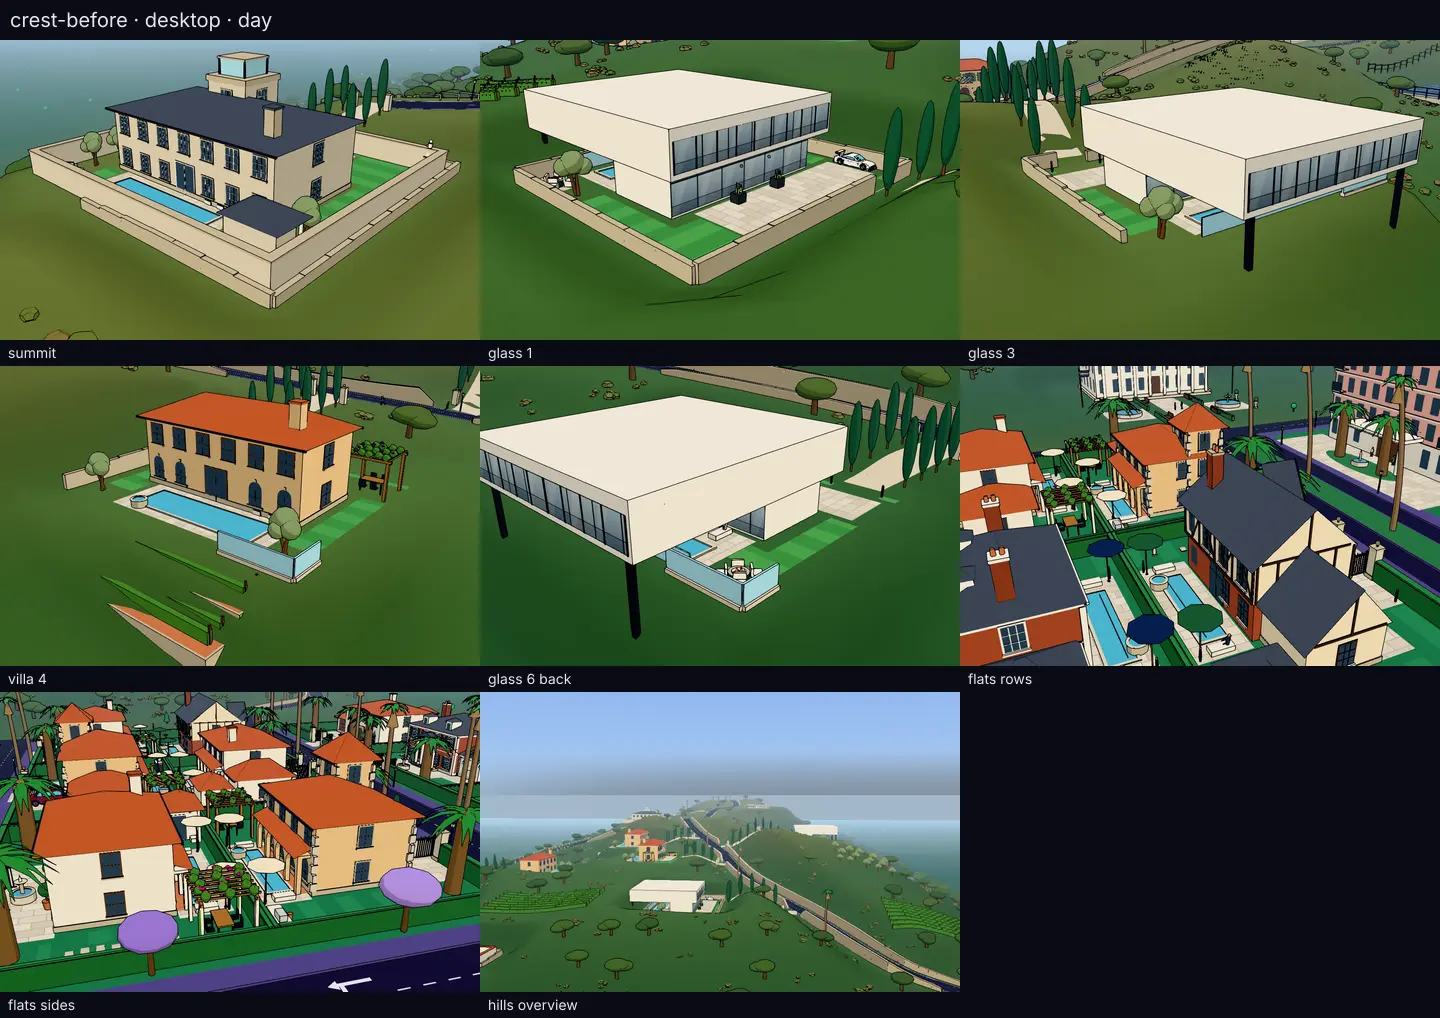 crest-before · desktop · day
summit
glass 1
glass 3
villa 4
glass 6 back
flats rows
flats sides
hills overview